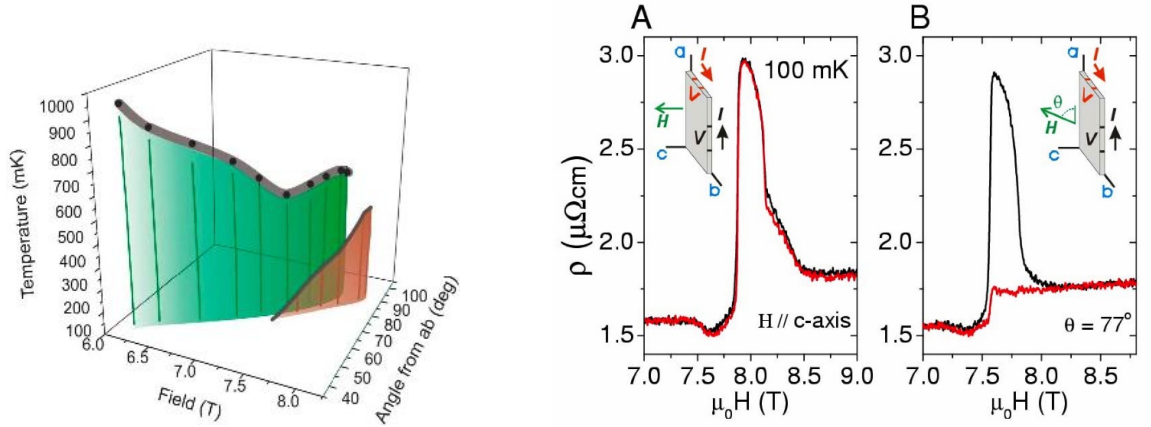 1000
900
800
700
600
500
400
300
200
100
Temperature (mK)
6.0
6.5
7.0
7.5
8.0
Field (T)
40
50
60
70
80
90
100
Angle from ab (deg)
A
3.0
2.5
2.0
1.5
ρ (μΩcm)
100 mK
a
I
V
H
I
V
c
b
H // c-axis
7.0 7.5 8.0 8.5 9.0
μ₀H (T)
B
a
I
V
θ
H
I
V
c
b
θ = 77°
7.0 7.5 8.0 8.5
μ₀H (T)